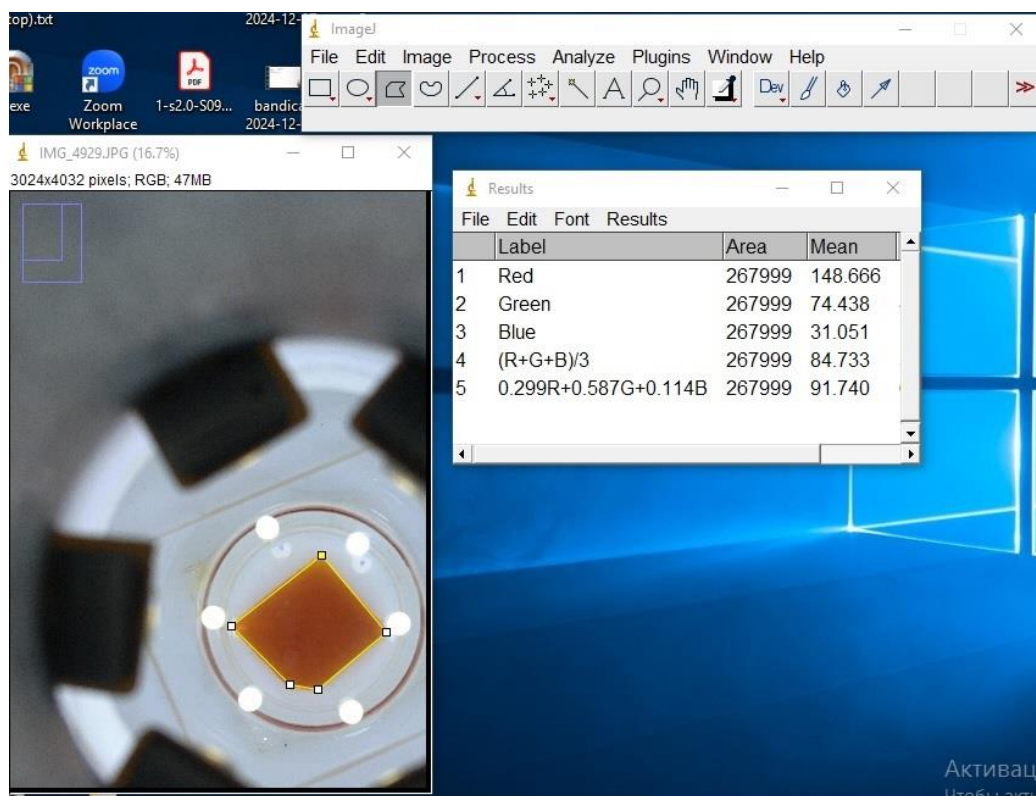 top).txt
2024-12-
exe
Zoom
Workplace
zoom
PDF
1-s2.0-S09...
bandica
2024-12-
ImageJ
File Edit Image Process Analyze Plugins Window Help
A Dev
IMG_4929.JPG (16.7%)
3024x4032 pixels; RGB; 47MB
Results
File Edit Font Results
Label Area Mean
1 Red 267999 148.666
2 Green 267999 74.438
3 Blue 267999 31.051
4 (R+G+B)/3 267999 84.733
5 0.299R+0.587G+0.114B 267999 91.740
Активац